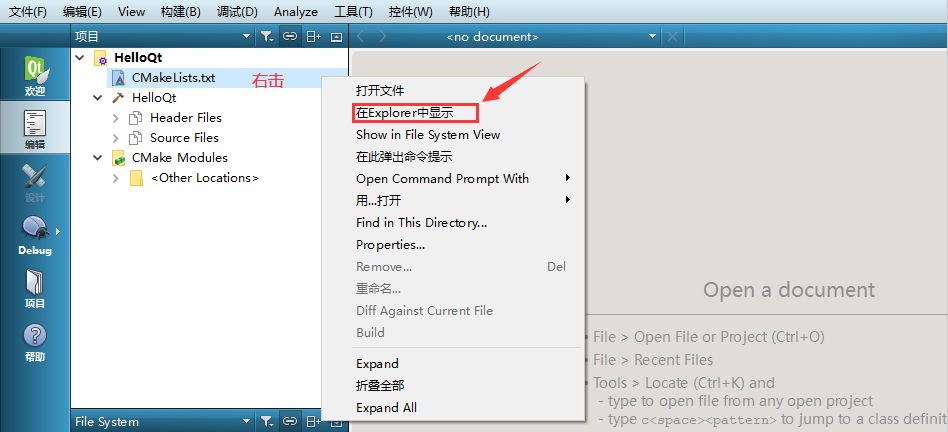 文件(F) 编辑(E) View 构建(B) 调试(D) Analyze 工具(T) 控件(W) 帮助(H)
项目
<no document>
Qt
欢迎
编辑
设计
Debug
项目
帮助
HelloQt
CMakeLists.txt
右击
HelloQt
Header Files
Source Files
CMake Modules
<Other Locations>
打开文件
在Explorer中显示
Show in File System View
在此弹出命令提示
Open Command Prompt With
用...打开
Find in This Directory...
Properties...
Remove... Del
重命名...
Diff Against Current File
Build
Expand
折叠全部
Expand All
Open a document
• File > Open File or Project (Ctrl+O)
• File > Recent Files
• Tools > Locate (Ctrl+K) and
- type to open file from any open project
- type c<space><pattern> to jump to a class definit
File System